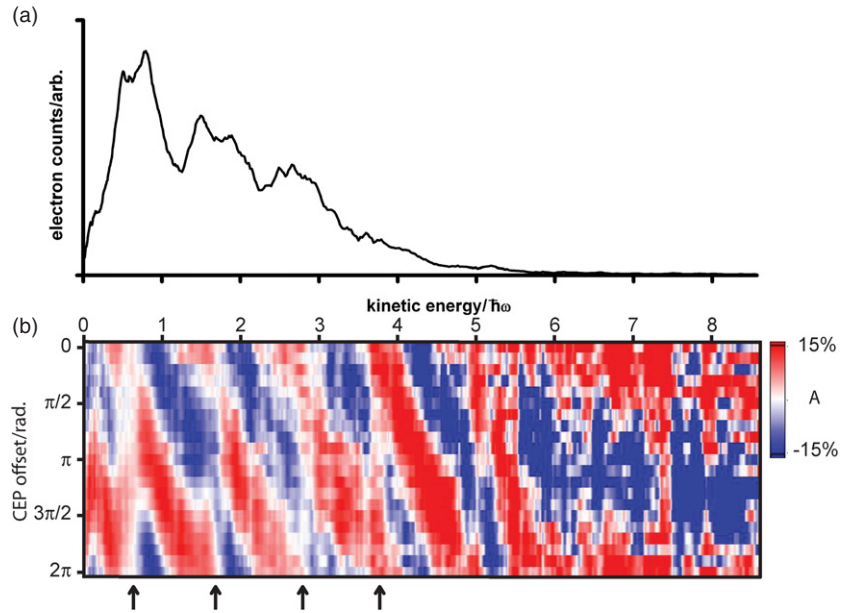 (a)
electron counts/arb.
kinetic energy/ħω
(b)
0 1 2 3 4 5 6 7 8
0
π/2
π
3π/2
2π
CEP offset/rad.
15%
A
-15%